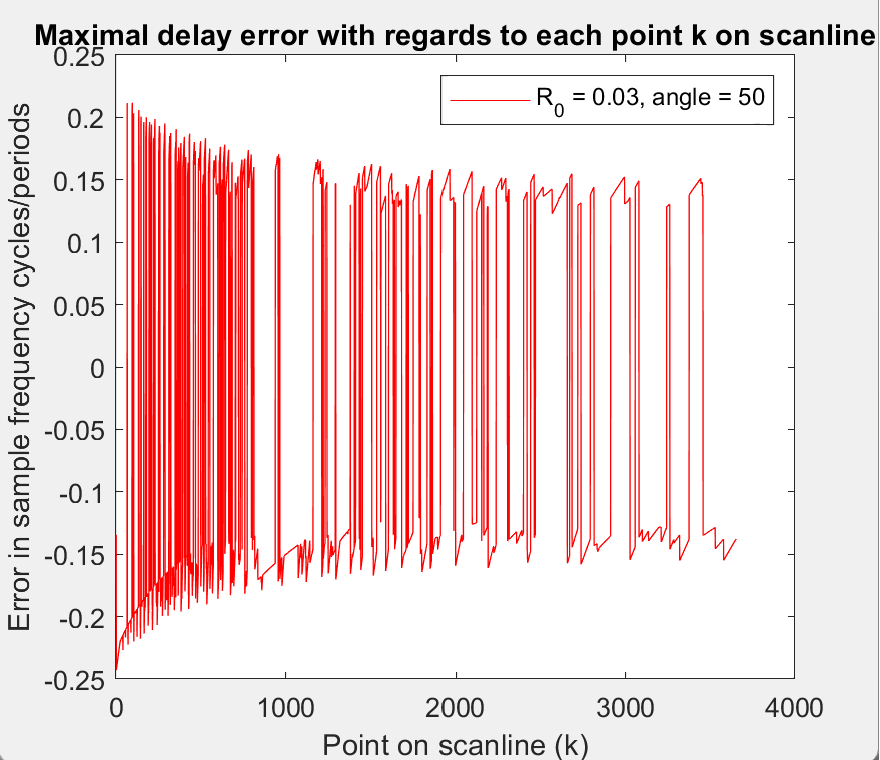 Maximal delay error with regards to each point k on scanline
R0 = 0.03, angle = 50
Error in sample frequency cycles/periods
0.25
0.2
0.15
0.1
0.05
0
-0.05
-0.1
-0.15
-0.2
-0.25
0 1000 2000 3000 4000
Point on scanline (k)